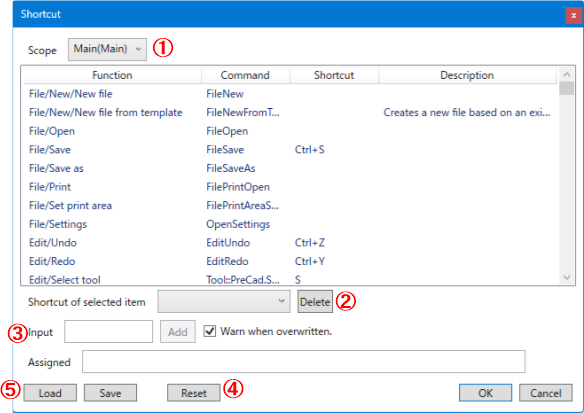 Shortcut
x
Scope Main(Main) ①
Function Command Shortcut Description
File/New/New file FileNew
File/New/New file from template FileNewFromT... Creates a new file based on an exi...
File/Open FileOpen
File/Save FileSave Ctrl+S
File/Save as FileSaveAs
File/Print FilePrintOpen
File/Set print area FilePrintAreaS...
File/Settings OpenSettings
Edit/Undo EditUndo Ctrl+Z
Edit/Redo EditRedo Ctrl+Y
Edit/Select tool Tool::PreCad.S... S
Shortcut of selected item Delete ②
③ Input Add Warn when overwritten.
Assigned
⑤ Load Save Reset ④ OK Cancel